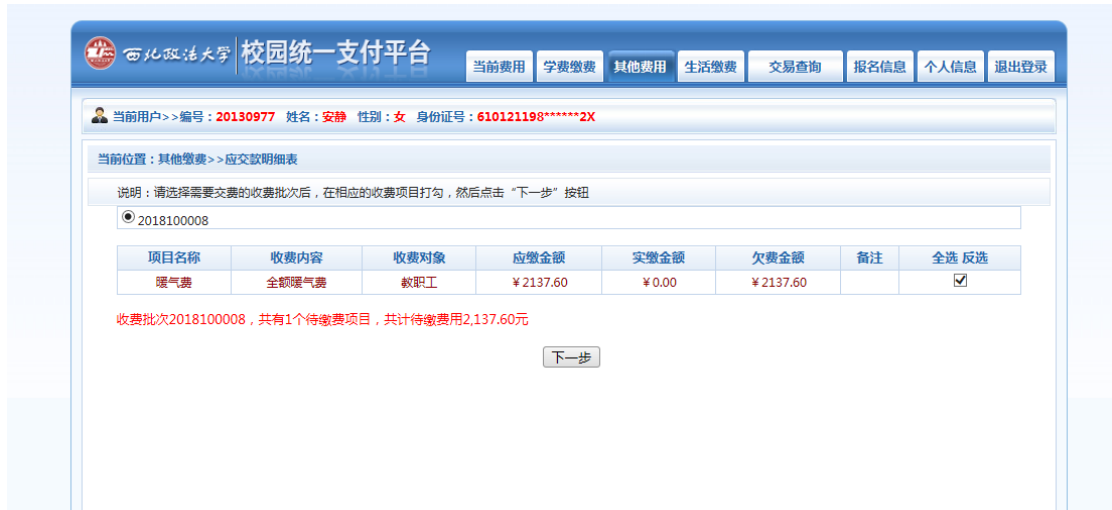 西北政法大学 校园统一支付平台
当前费用 学费缴费 其他费用 生活缴费 交易查询 报名信息 个人信息 退出登录
当前用户>>编号：20130977 姓名：安静 性别：女 身份证号：610121198******2X
当前位置：其他缴费>>应交款明细表
说明：请选择需要交费的收费批次后，在相应的收费项目打勾，然后点击“下一步”按钮
2018100008
项目名称 收费内容 收费对象 应缴金额 实缴金额 欠费金额 备注 全选 反选
暖气费 全额暖气费 教职工 ￥2137.60 ￥0.00 ￥2137.60
收费批次2018100008，共有1个待缴费项目，共计待缴费用2,137.60元
下一步